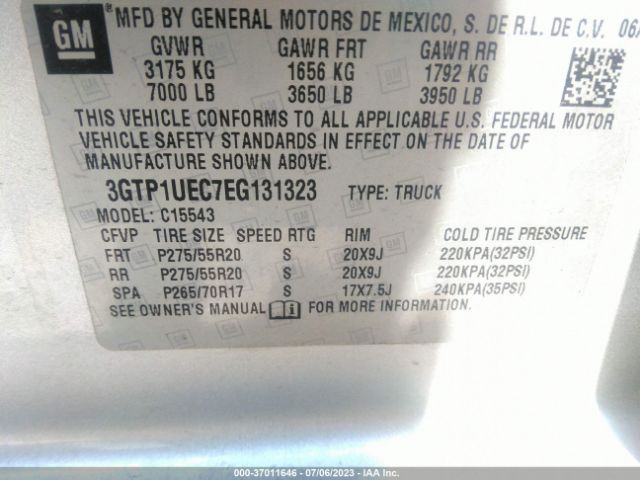 GM
MFD BY GENERAL MOTORS DE MEXICO, S. DE R.L. DE C.V. 06/
GVWR GAWR FRT GAWR RR
3175 KG 1656 KG 1792 KG
7000 LB 3650 LB 3950 LB
THIS VEHICLE CONFORMS TO ALL APPLICABLE U.S. FEDERAL MOTOR
VEHICLE SAFETY STANDARDS IN EFFECT ON THE DATE OF
MANUFACTURE SHOWN ABOVE.
3GTP1UEC7EG131323 TYPE: TRUCK
MODEL: C15543
CFVP TIRE SIZE SPEED RTG RIM COLD TIRE PRESSURE
FRT P275/55R20 S 20X9J 220KPA(32PSI)
RR P275/55R20 S 20X9J 220KPA(32PSI)
SPA P265/70R17 S 17X7.5J 240KPA(35PSI)
SEE OWNER'S MANUAL i FOR MORE INFORMATION.
000-37011646 - 07/06/2023 - IAA Inc.